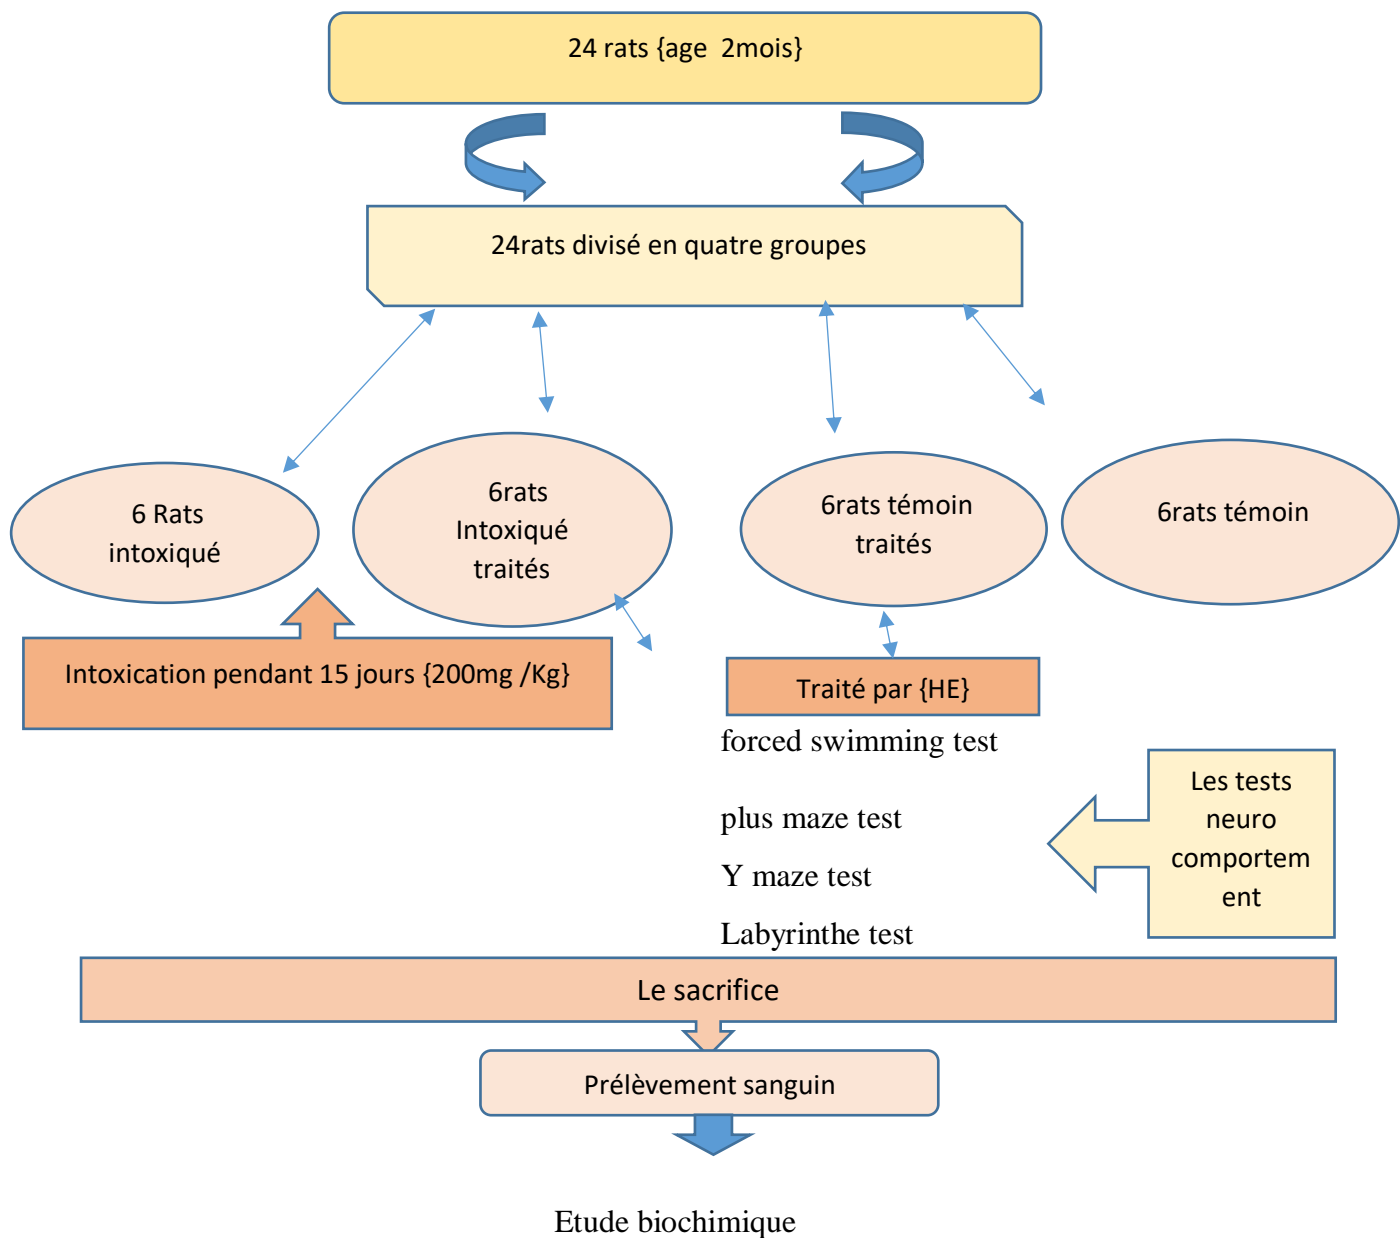 24 rats {age  2mois}
24rats divisé en quatre groupes
6 Rats
intoxiqué
6rats
Intoxiqué
traités
6rats témoin
traités
6rats témoin
Intoxication pendant 15 jours {200mg /Kg}
Traité par {HE}
forced swimming test
plus maze test
Y maze test
Labyrinthe test
Les tests
neuro
comportem
ent
Le sacrifice
Prélèvement sanguin
Etude biochimique